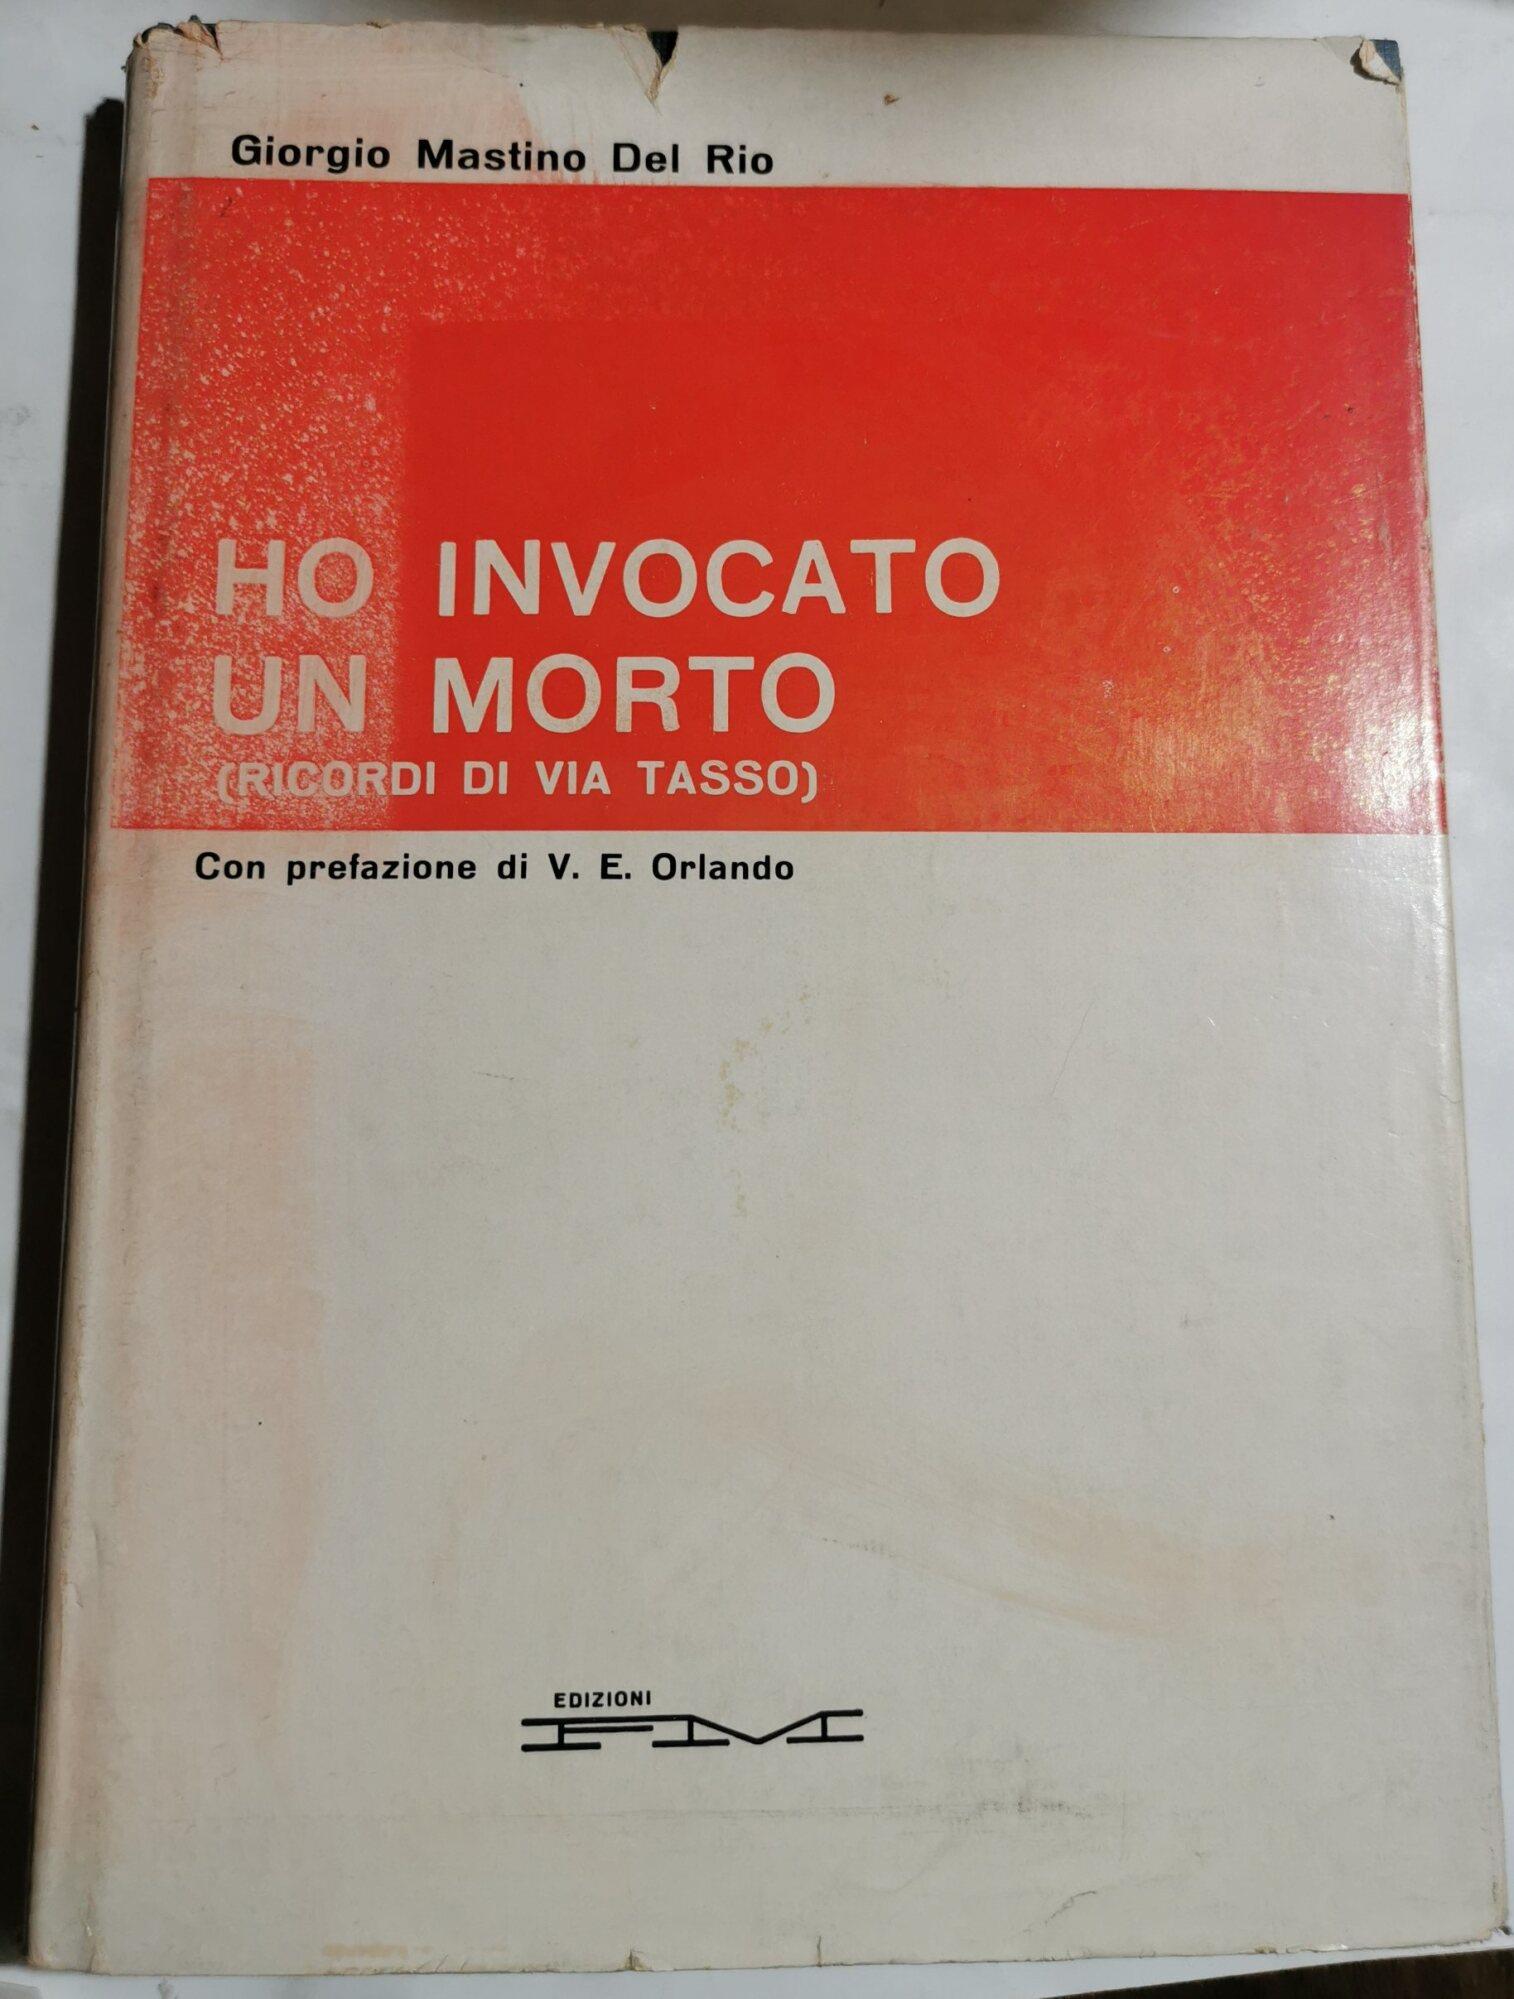 Giorgio Mastino Del Rio
HO INVOCATO
UN MORTO
(RICORDI DI VIA TASSO)
Con prefazione di V. E. Orlando
EDIZIONI
FM